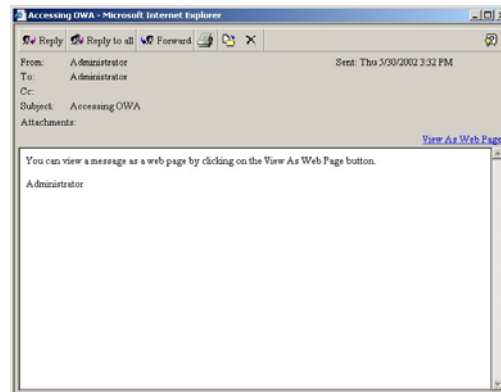 Accessing OWA - Microsoft Internet Explorer
Reply Reply to all Forward
From: Administrator Sent: Thu 5/30/2002 3:32 PM
To: Administrator
Cc:
Subject: Accessing OWA
Attachments:
View As Web Page
You can view a message as a web page by clicking on the View As Web Page button.
Administrator